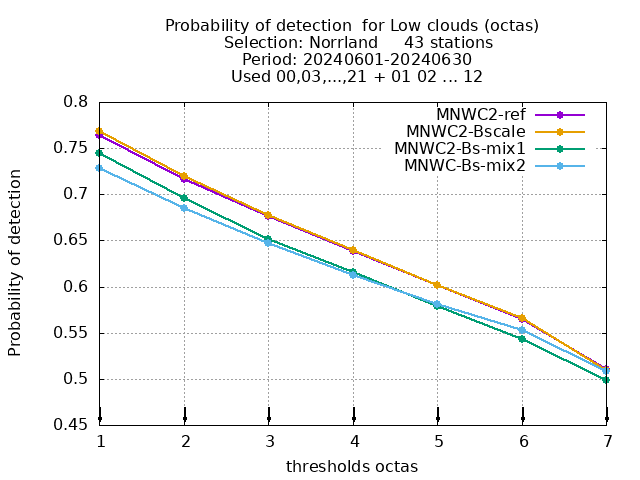 Probability of detection  for Low clouds (octas)
Selection: Norrland     43 stations
Period: 20240601-20240630
Used 00,03,...,21 + 01 02 ... 12
MNWC2-ref
MNWC2-Bscale
MNWC2-Bs-mix1
MNWC-Bs-mix2
Probability of detection
0.8
0.75
0.7
0.65
0.6
0.55
0.5
0.45
1 2 3 4 5 6 7
thresholds octas